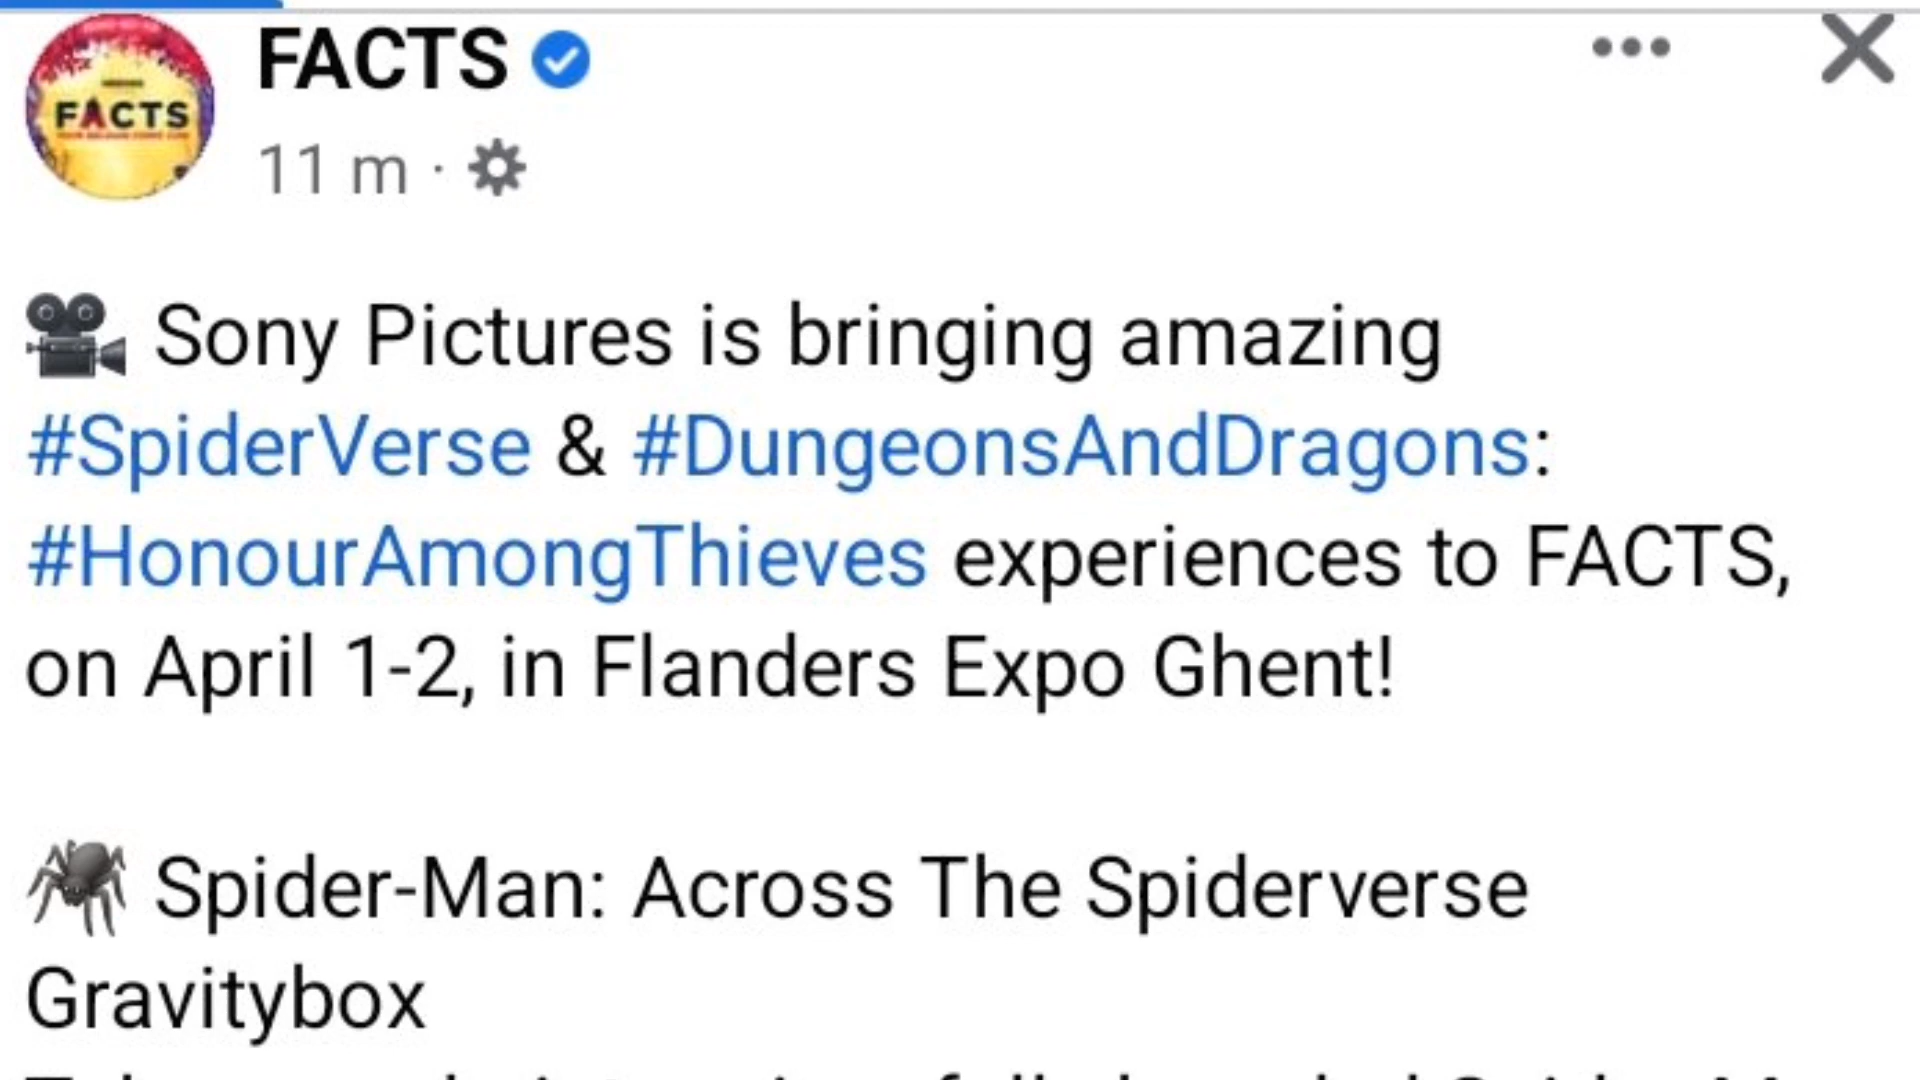 FACTS
FACTS
11 m ·
Sony Pictures is bringing amazing
#SpiderVerse & #DungeonsAndDragons:
#HonourAmongThieves experiences to FACTS,
on April 1-2, in Flanders Expo Ghent!
Spider-Man: Across The Spiderverse
Gravitybox